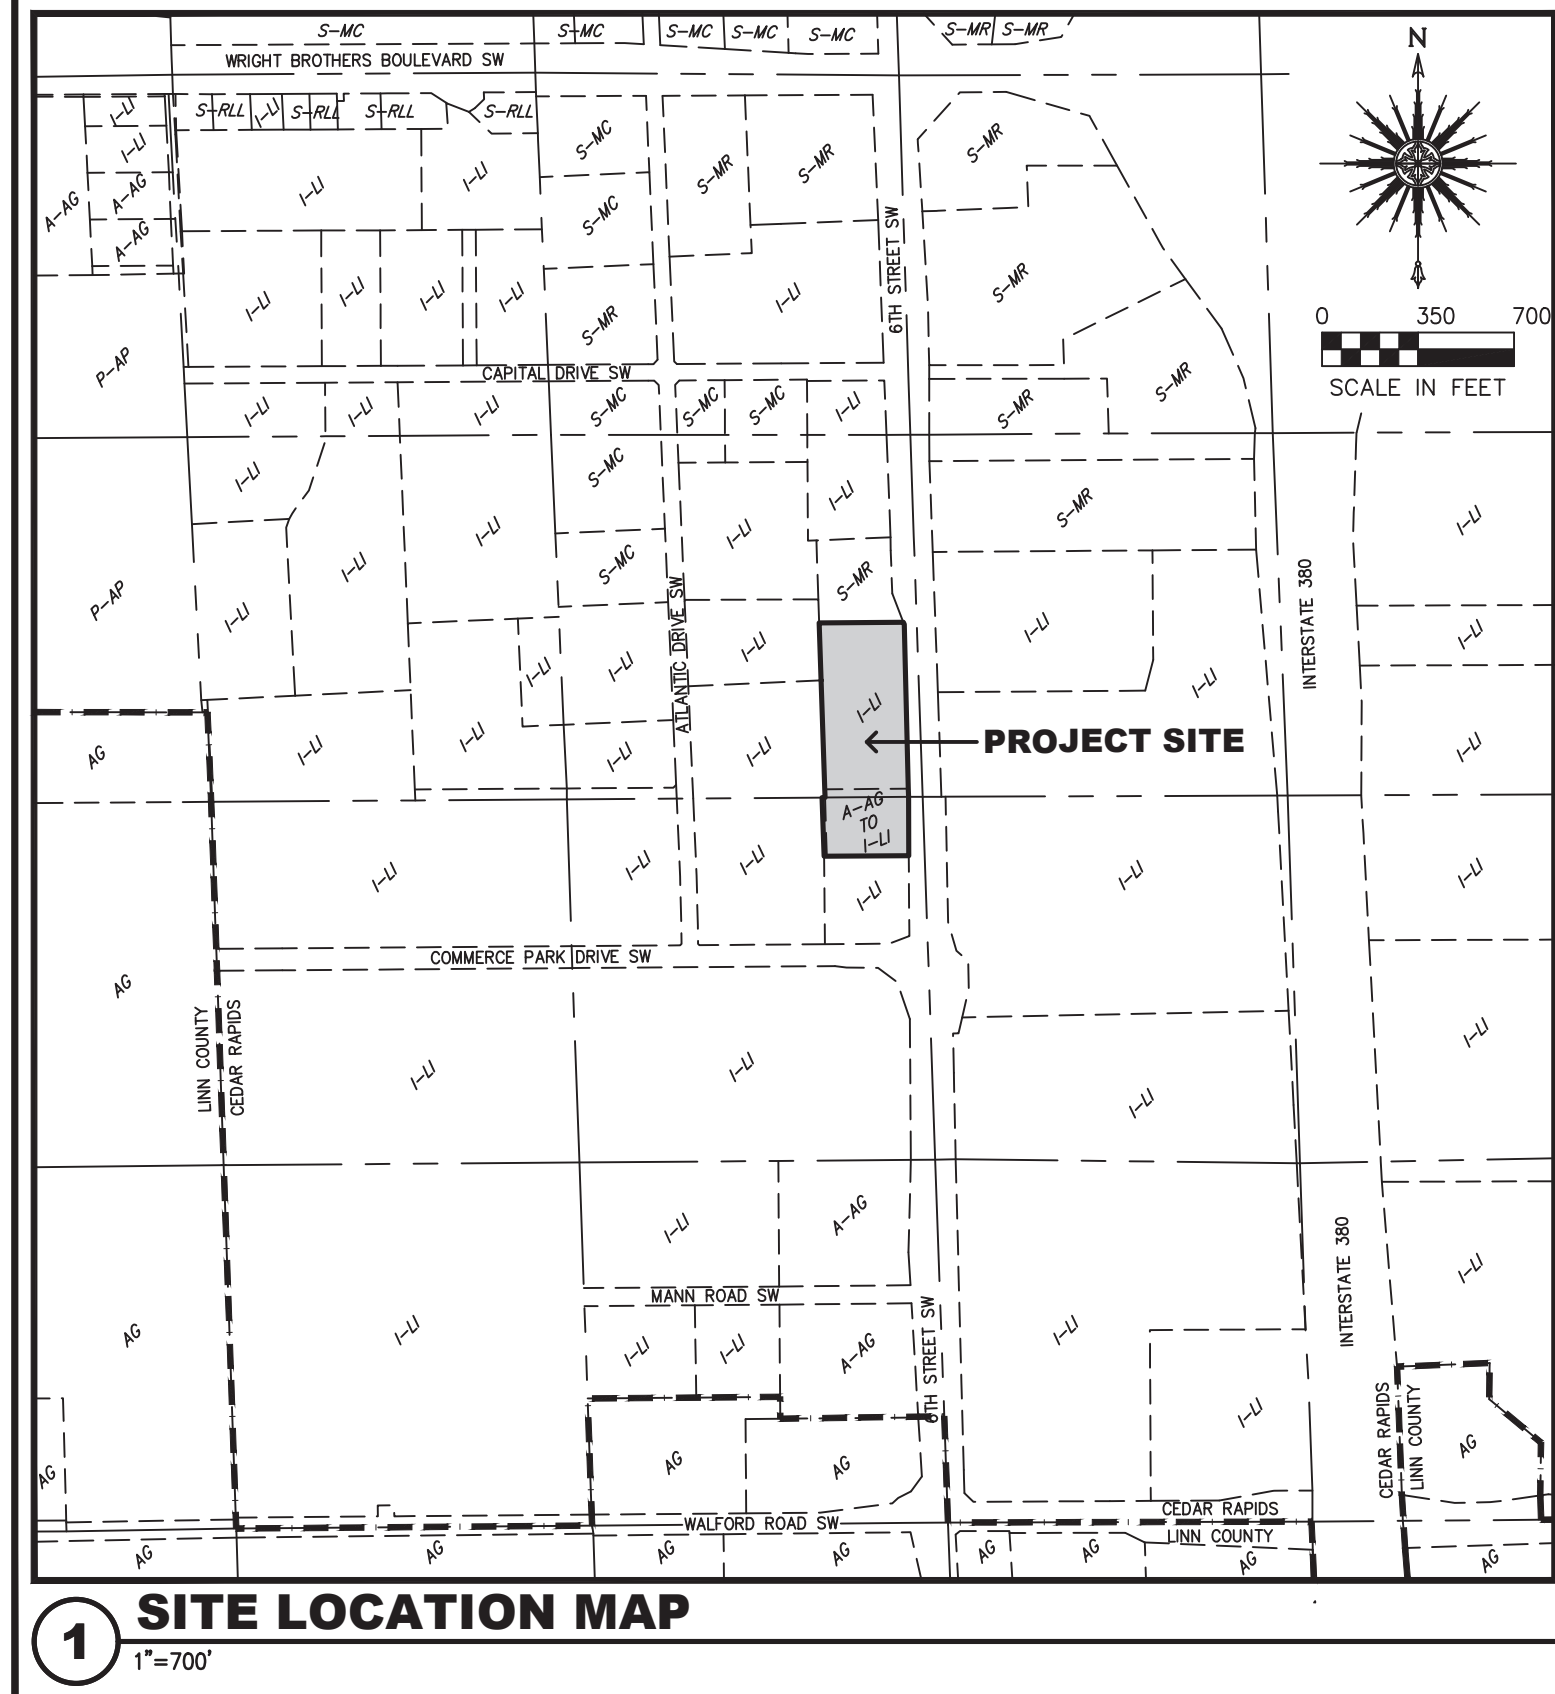 S-MC
S-MC
S-MC
S-MC
S-MC
S-MR
S-MR
N
WRIGHT BROTHERS BOULEVARD SW
I-LI
S-RLL
I-LI
S-RLL
S-RLL
S-RLL
I-LI
S-MC
S-MR
S-MR
S-MR
A-AG
A-AG
I-LI
I-LI
A-AG
S-MC
6TH STREET SW
I-LI
I-LI
I-LI
I-LI
S-MR
I-LI
S-MR
0 350 700
SCALE IN FEET
P-AP
CAPITAL DRIVE SW
S-MR
I-LI
I-LI
I-LI
S-MC
S-MC
S-MC
I-LI
S-MR
I-LI
S-MC
I-LI
S-MR
I-LI
I-LI
I-LI
I-LI
S-MC
S-MR
P-AP
I-LI
ATLANTIC DRIVE SW
INTERSTATE 380
I-LI
I-LI
I-LI
I-LI
I-LI
I-LI
I-LI
I-LI
PROJECT SITE
AG
I-LI
I-LI
I-LI
I-LI
I-LI
A-AG
TO
I-LI
I-LI
I-LI
I-LI
I-LI
I-LI
I-LI
COMMERCE PARK DRIVE SW
AG
LINN COUNTY
CEDAR RAPIDS
I-LI
I-LI
I-LI
I-LI
I-LI
A-AG
MANN ROAD SW
INTERSTATE 380
I-LI
AG
I-LI
I-LI
I-LI
A-AG
6TH STREET SW
I-LI
I-LI
CEDAR RAPIDS
LINN COUNTY
AG
AG
AG
AG
CEDAR RAPIDS
WALFORD ROAD SW
LINN COUNTY
AG
AG
AG
AG
AG
AG
AG
AG
1
SITE LOCATION MAP
1"=700'